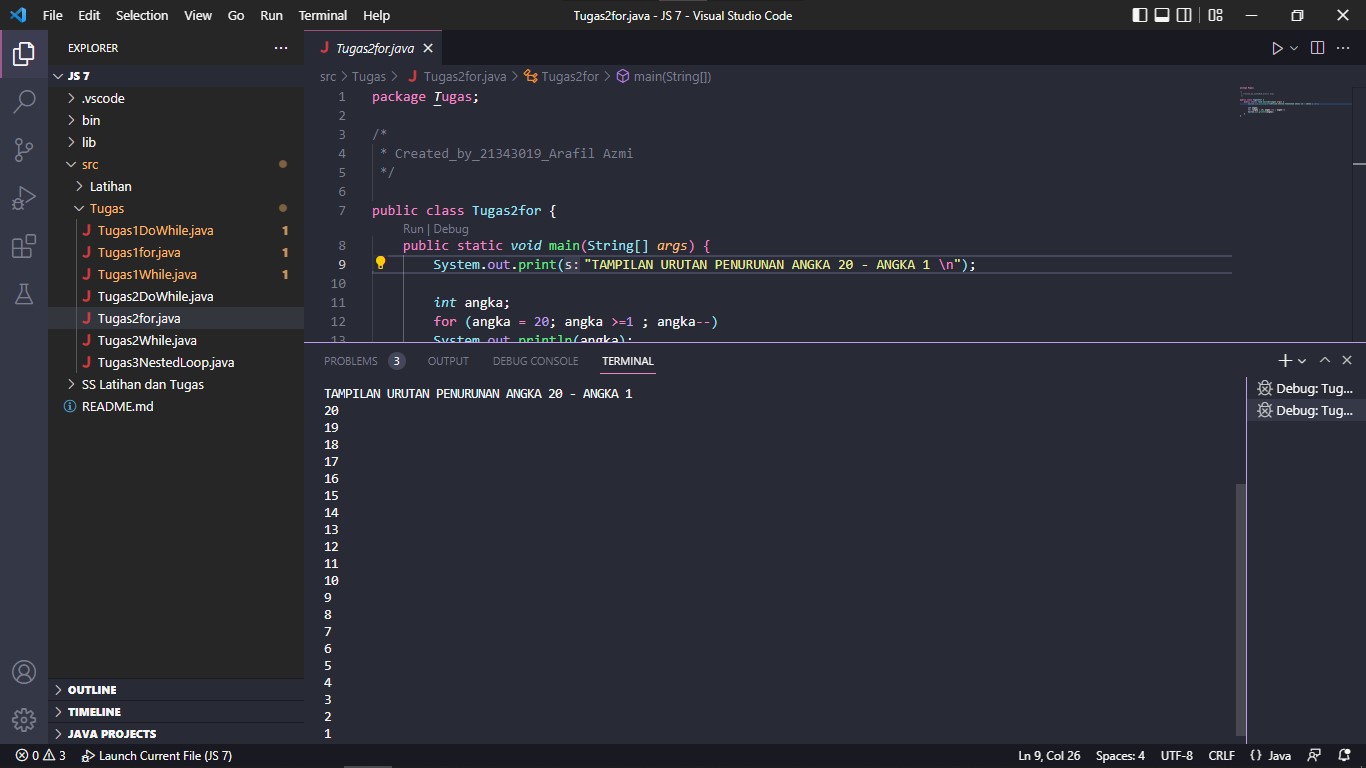 File Edit Selection View Go Run Terminal Help
Tugas2for.java - JS 7 - Visual Studio Code
EXPLORER
JS 7
.vscode
bin
lib
src
Latihan
Tugas
Tugas1DoWhile.java 1
Tugas1for.java 1
Tugas1While.java 1
Tugas2DoWhile.java
Tugas2for.java
Tugas2While.java
Tugas3NestedLoop.java
SS Latihan dan Tugas
README.md
OUTLINE
TIMELINE
JAVA PROJECTS
J Tugas2for.java
src > Tugas > J Tugas2for.java > Tugas2for > main(String[])
1 package Tugas;
2
3 /*
4 * Created_by_21343019_Arafil Azmi
5 */
6
7 public class Tugas2for {
Run | Debug
8 public static void main(String[] args) {
9 System.out.print(s: "TAMPILAN URUTAN PENURUNAN ANGKA 20 - ANGKA 1 \n");
10
11 int angka;
12 for (angka = 20; angka >=1 ; angka--)
13 System.out.println(angka);
PROBLEMS 3 OUTPUT DEBUG CONSOLE TERMINAL
TAMPILAN URUTAN PENURUNAN ANGKA 20 - ANGKA 1
20
19
18
17
16
15
14
13
12
11
10
9
8
7
6
5
4
3
2
1
Debug: Tug...
Debug: Tug...
0 3 Launch Current File (JS 7)
Ln 9, Col 26 Spaces: 4 UTF-8 CRLF {} Java